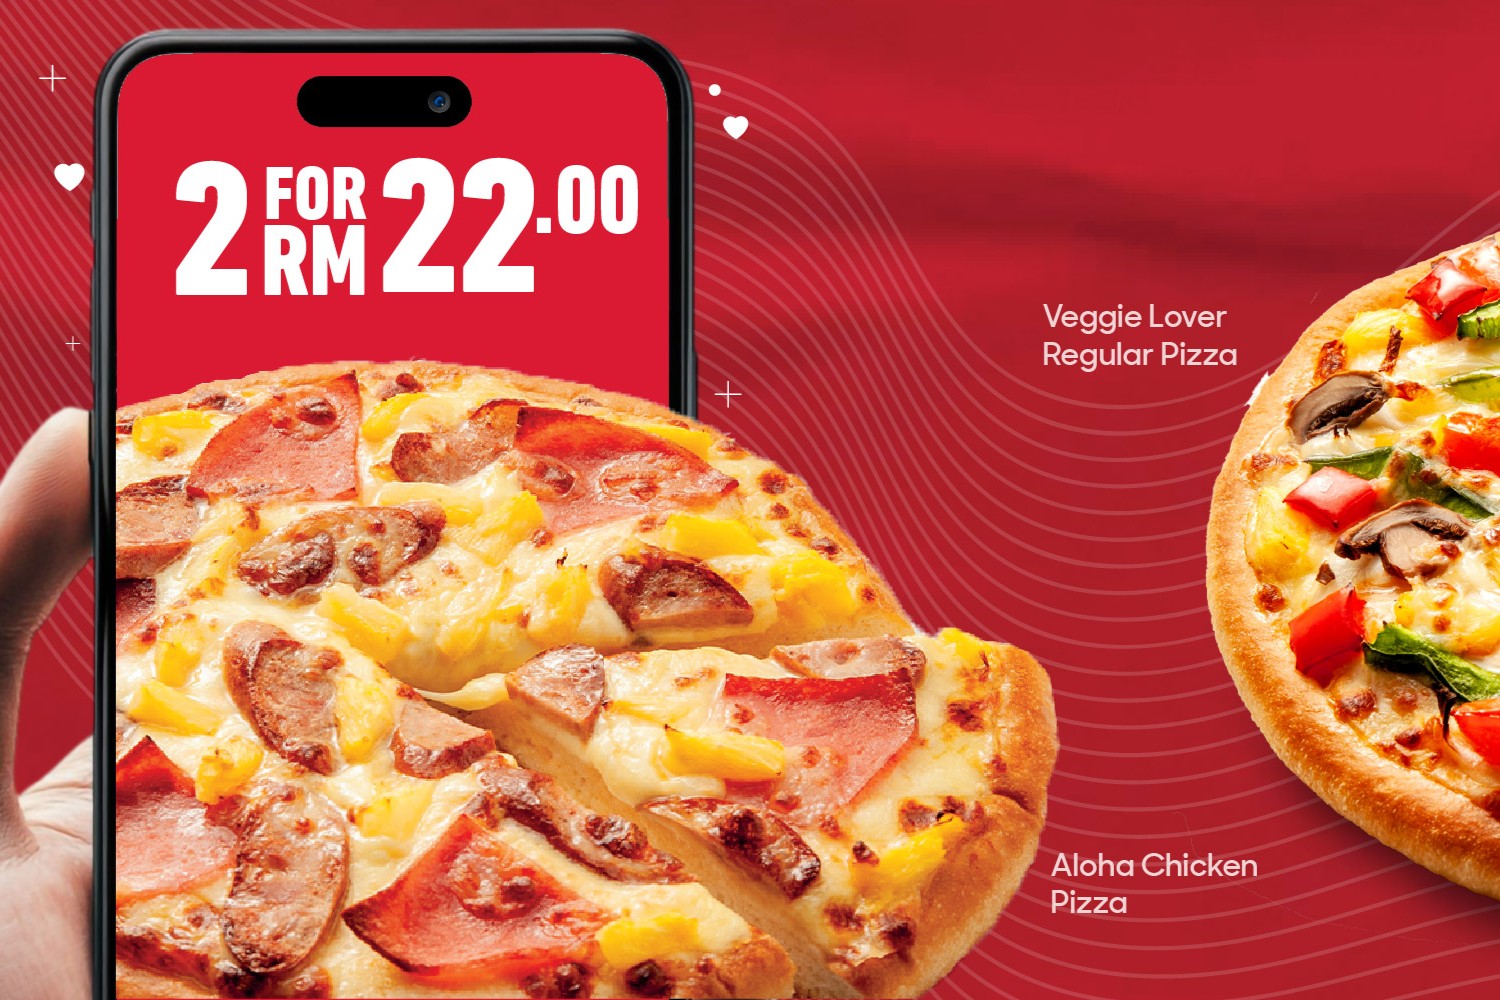 2 FOR RM 22.00
Veggie Lover
Regular Pizza
Aloha Chicken
Pizza